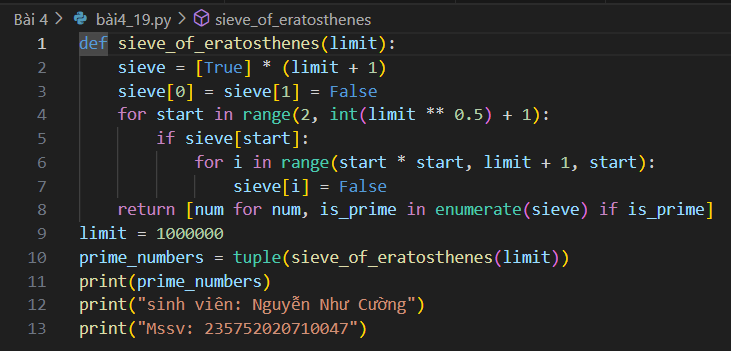 Bài 4 > bài4_19.py > sieve_of_eratosthenes
1 def sieve_of_eratosthenes(limit):
2     sieve = [True] * (limit + 1)
3     sieve[0] = sieve[1] = False
4     for start in range(2, int(limit ** 0.5) + 1):
5         if sieve[start]:
6             for i in range(start * start, limit + 1, start):
7                 sieve[i] = False
8     return [num for num, is_prime in enumerate(sieve) if is_prime]
9 limit = 1000000
10 prime_numbers = tuple(sieve_of_eratosthenes(limit))
11 print(prime_numbers)
12 print("sinh viên: Nguyễn Như Cường")
13 print("Mssv: 235752020710047")